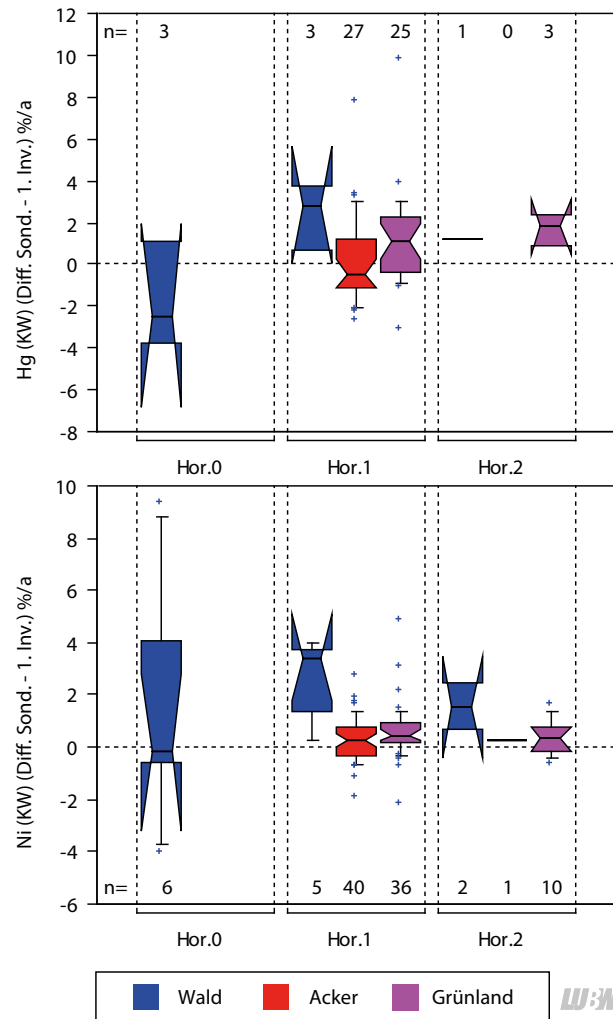 Hg (KW) (Diff. Sond. - 1. Inv.) %/a
12
n= 3 3 27 25 1 0 3
10
8
6
4
2
0
-2
-4
-6
-8
Hor.0 Hor.1 Hor.2
Ni (KW) (Diff. Sond. - 1. Inv.) %/a
10
8
6
4
2
0
-2
-4
n= 6 5 40 36 2 1 10
-6
Hor.0 Hor.1 Hor.2
Wald Acker Grünland